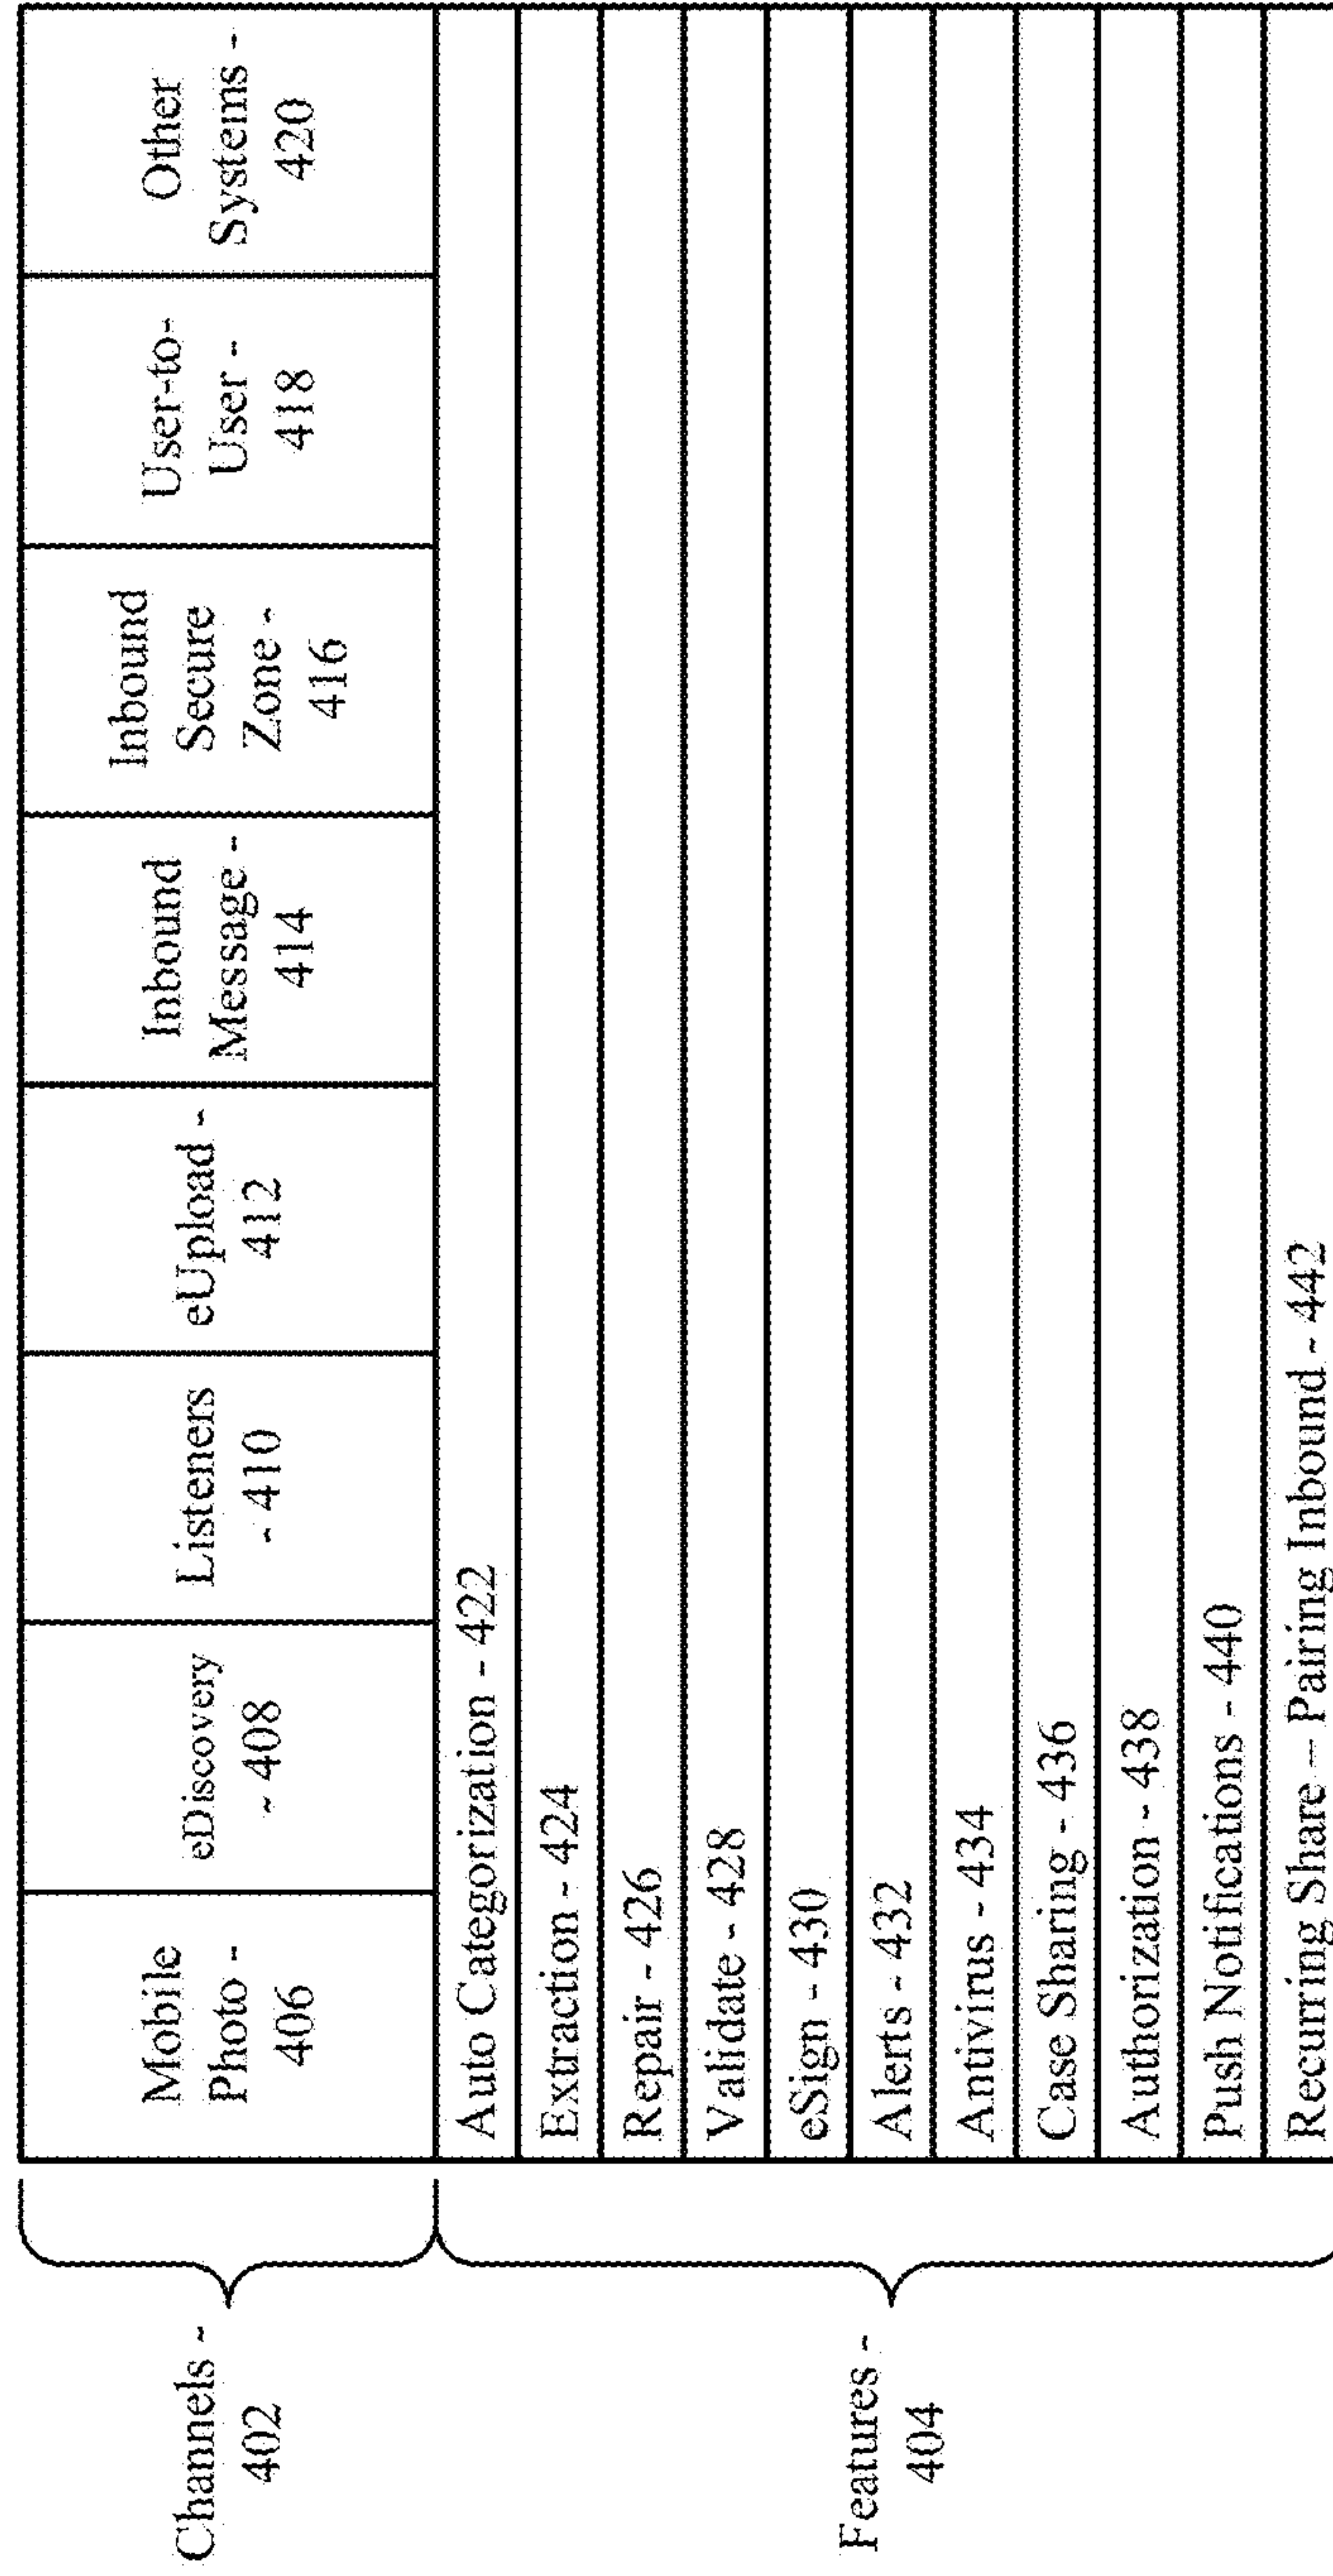 Channels -
402
Mobile
Photo -
406
eDiscovery
- 408
Listeners
- 410
eUpload -
412
Inbound
Message -
414
Inbound
Secure
Zone -
416
User-to-
User -
418
Other
Systems -
420
Features -
404
Auto Categorization - 422
Extraction - 424
Repair - 426
Validate - 428
eSign - 430
Alerts - 432
Antivirus - 434
Case Sharing - 436
Authorization - 438
Push Notifications - 440
Recurring Share – Pairing Inbound - 442